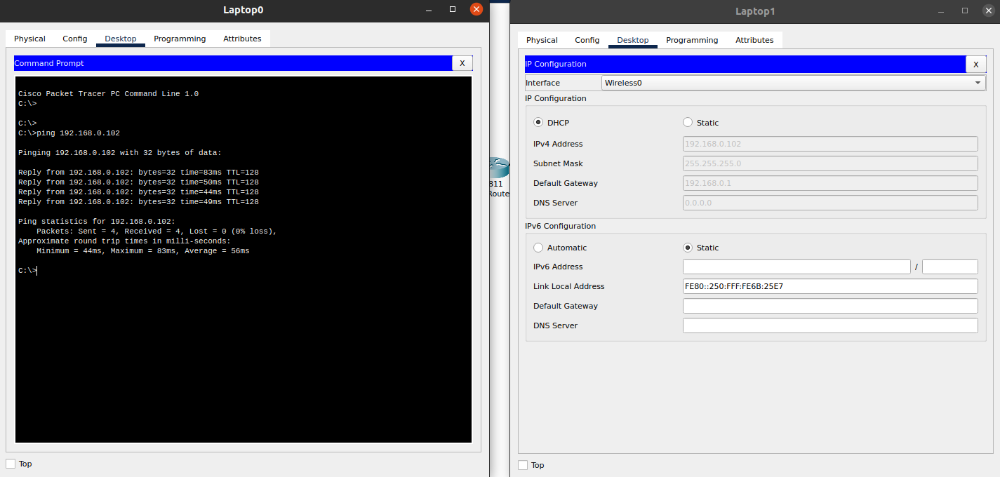 Laptop0
Physical Config Desktop Programming Attributes
Command Prompt X
Cisco Packet Tracer PC Command Line 1.0
C:\>
C:\>
C:\>ping 192.168.0.102
Pinging 192.168.0.102 with 32 bytes of data:
Reply from 192.168.0.102: bytes=32 time=83ms TTL=128
Reply from 192.168.0.102: bytes=32 time=50ms TTL=128
Reply from 192.168.0.102: bytes=32 time=44ms TTL=128
Reply from 192.168.0.102: bytes=32 time=49ms TTL=128
Ping statistics for 192.168.0.102:
Packets: Sent = 4, Received = 4, Lost = 0 (0% loss),
Approximate round trip times in milli-seconds:
Minimum = 44ms, Maximum = 83ms, Average = 56ms
C:\>
Top
811
Route
Laptop1
Physical Config Desktop Programming Attributes
IP Configuration X
Interface Wireless0
IP Configuration
DHCP Static
IPv4 Address 192.168.0.102
Subnet Mask 255.255.255.0
Default Gateway 192.168.0.1
DNS Server 0.0.0.0
IPv6 Configuration
Automatic Static
IPv6 Address /
Link Local Address FE80::250:FFF:FE6B:25E7
Default Gateway
DNS Server
Top